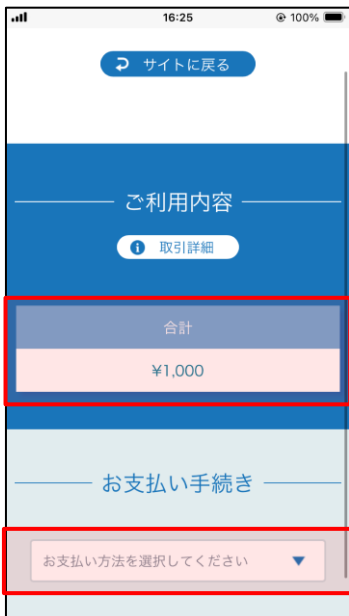 16:25
100%
サイトに戻る
ご利用内容
取引詳細
合計
¥1,000
お支払い手続き
お支払い方法を選択してください